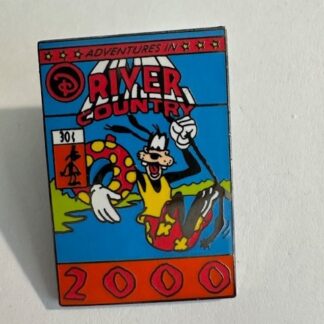 ADVENTURES IN
RIVER
COUNTRY
30¢
2000